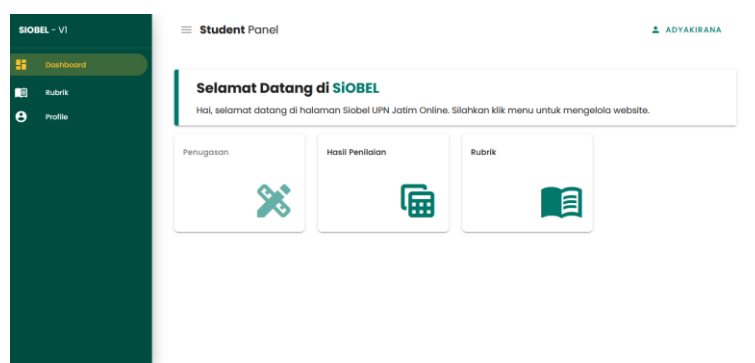 SIOBEL - V1
Student Panel
ADYAKIRANA
Dashboard
Rubrik
Profile
Selamat Datang di SiOBEL
Hai, selamat datang di halaman Siobel UPN Jatim Online. Silahkan klik menu untuk mengelola website.
Penugasan
Hasil Penilaian
Rubrik